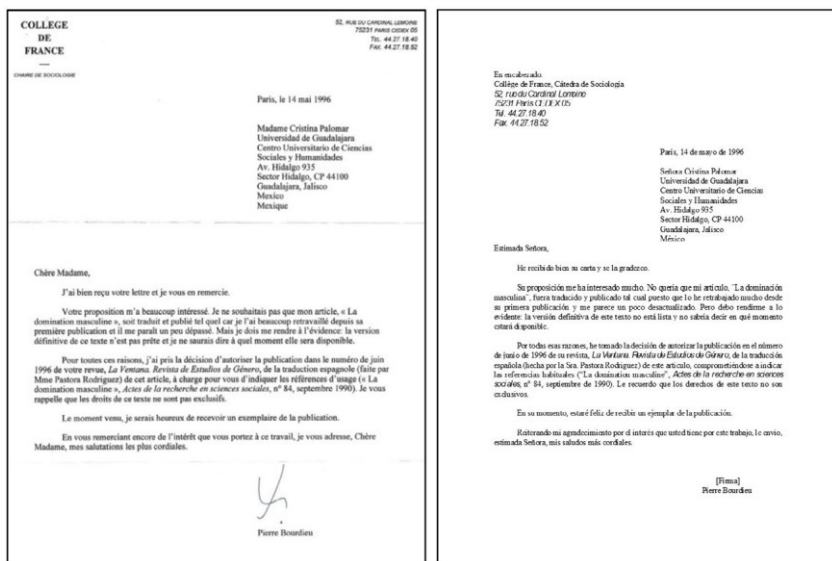 COLLEGE
DE
FRANCE
—
CHAIRE DE SOCIOLOGIE
52, RUE DU CARDINAL LEMOINE
75231 PARIS CEDEX 05
TEL. 44.27.18.40
FAX. 44.27.18.52
Paris, le 14 mai 1996
Madame Cristina Palomar
Universidad de Guadalajara
Centro Universitario de Ciencias
Sociales y Humanidades
Av. Hidalgo 935
Sector Hidalgo, CP 44100
Guadalajara, Jalisco
Mexico
Mexique
Chère Madame,
J'ai bien reçu votre lettre et je vous en remercie.
Votre proposition m'a beaucoup intéressé. Je ne souhaitais pas que mon article, « La
domination masculine », soit traduit et publié tel quel car je l'ai beaucoup retravaillé depuis sa
première publication et il me paraît un peu dépassé. Mais je dois me rendre à l'évidence: la version
définitive de ce texte n'est pas prête et je ne saurais dire à quel moment elle sera disponible.
Pour toutes ces raisons, j'ai pris la décision d'autoriser la publication dans le numéro de juin
1996 de votre revue, La Ventana. Revista de Estudios de Género, de la traduction espagnole (faite par
Mme Pastora Rodriguez) de cet article, à charge pour vous d'indiquer les références d'usage (« La
domination masculine », Actes de la recherche en sciences sociales, n° 84, septembre 1990). Je vous
rappelle que les droits de ce texte ne sont pas exclusifs.
Le moment venu, je serais heureux de recevoir un exemplaire de la publication.
En vous remerciant encore de l'intérêt que vous portez à ce travail, je vous adresse, Chère
Madame, mes salutations les plus cordiales.
Pierre Bourdieu
En encabezado:
Collège de France, Cátedra de Sociología
52, rue du Cardinal Lemoine
75231 Paris CEDEX 05
Tel. 44.27.18.40
Fax. 44.27.18.52
París, 14 de mayo de 1996
Señora Cristina Palomar
Universidad de Guadalajara
Centro Universitario de Ciencias
Sociales y Humanidades
Av. Hidalgo 935
Sector Hidalgo, CP 44100
Guadalajara, Jalisco
México
Estimada Señora,
He recibido bien su carta y se la gradezco.
Su proposición me ha interesado mucho. No quería que mi artículo, "La dominación
masculina", fuera traducido y publicado tal cual puesto que lo he retrabajado mucho desde
su primera publicación y me parece un poco desactualizado. Pero debo rendirme a lo
evidente: la versión definitiva de este texto no está lista y no sabría decir en qué momento
estará disponible.
Por todas esas razones, he tomado la decisión de autorizar la publicación en el número
de junio de 1996 de su revista, La Ventana. Revista de Estudios de Género, de la traducción
española (hecha por la Sra. Pastora Rodríguez) de este artículo, comprometiéndose a indicar
las referencias habituales ("La domination masculine", Actes de la recherche en sciences
sociales, n° 84, septiembre de 1990). Le recuerdo que los derechos de este texto no son
exclusivos.
En su momento, estaré feliz de recibir un ejemplar de la publicación.
Reiterando mi agradecimiento por el interés que usted tiene por este trabajo, le envío,
estimada Señora, mis saludos más cordiales.
[Firma]
Pierre Bourdieu